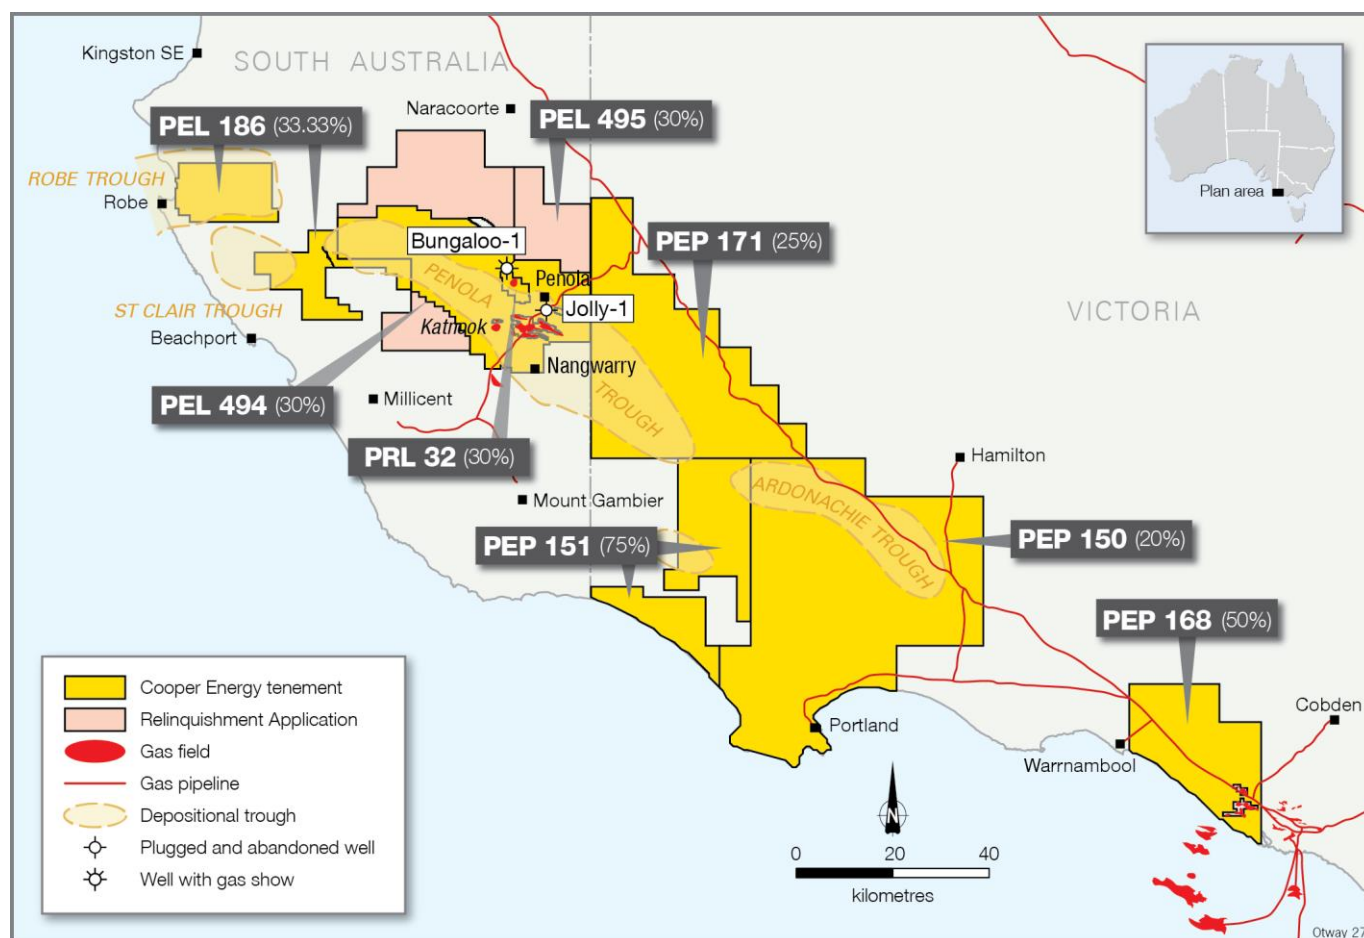 Kingston SE
SOUTH AUSTRALIA
Naracoorte
PEL 186 (33.33%)
PEL 495 (30%)
ROBE TROUGH
Robe
Plan area
Bungaloo-1
PEP 171 (25%)
PENOLA
Penola
ST CLAIR TROUGH
Jolly-1
VICTORIA
Beachport
Katnook
Nangwarry
TROUGH
PEL 494 (30%)
Millicent
PRL 32 (30%)
Hamilton
Mount Gambier
ARDONACHIE TROUGH
PEP 151 (75%)
PEP 150 (20%)
PEP 168 (50%)
Cobden
Portland
Warrnambool
Cooper Energy tenement
Relinquishment Application
Gas field
Gas pipeline
Depositional trough
Plugged and abandoned well
Well with gas show
N
0 20 40
kilometres
Otway 27